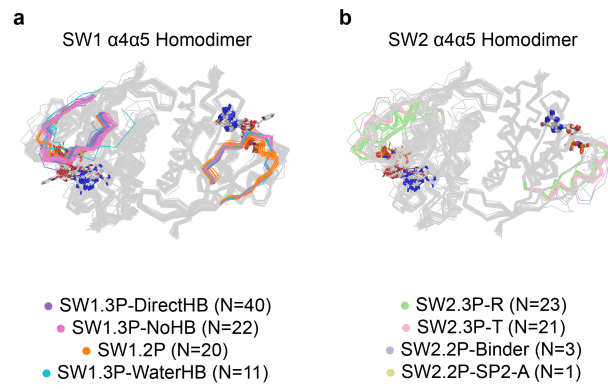 a
SW1 α4α5 Homodimer
SW1.3P-DirectHB (N=40)
SW1.3P-NoHB (N=22)
SW1.2P (N=20)
SW1.3P-WaterHB (N=11)
b
SW2 α4α5 Homodimer
SW2.3P-R (N=23)
SW2.3P-T (N=21)
SW2.2P-Binder (N=3)
SW2.2P-SP2-A (N=1)